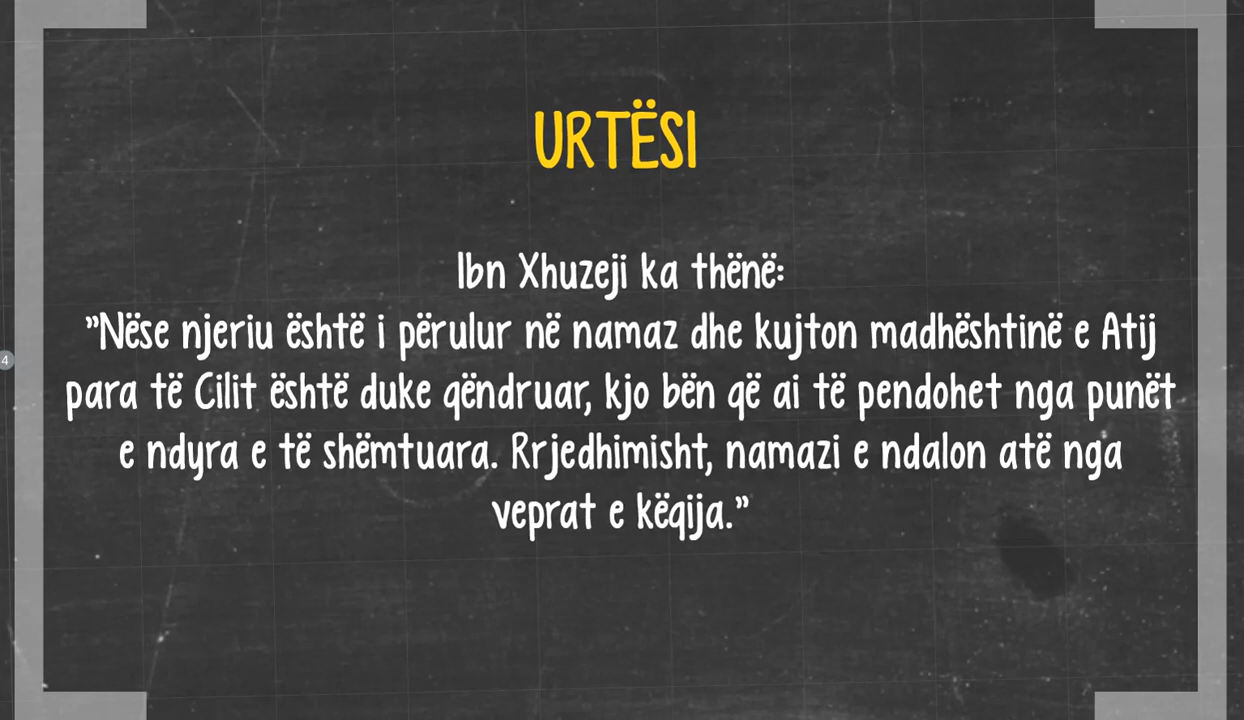 URTËSI
Ibn Xhuzeji ka thënë:
”Nëse njeriu është i përulur në namaz dhe kujton madhështinë e Atij
para të Cilit është duke qëndruar, kjo bën që ai të pendohet nga punët
e ndyra e të shëmtuara. Rrjedhimisht, namazi e ndalon atë nga
veprat e këqija.”
4